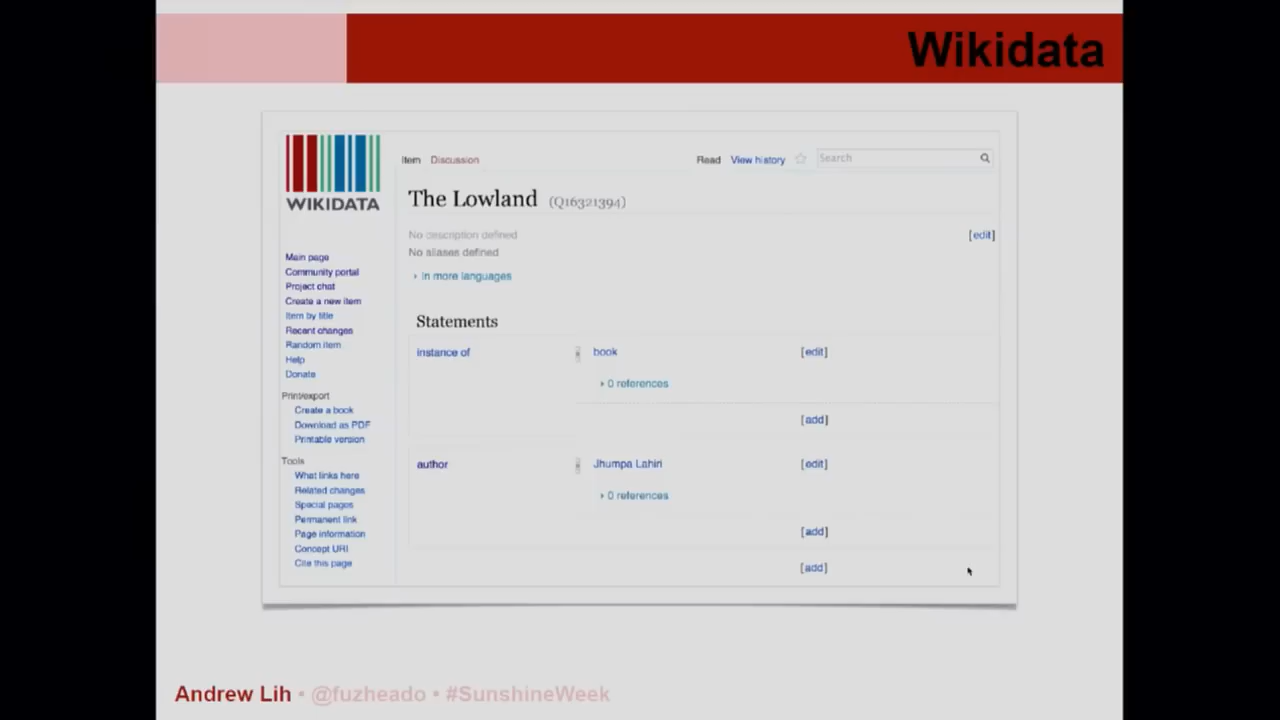 Wikidata
WIKIDATA
Item Discussion Read View history Search
The Lowland (Q16321394)
No description defined [edit]
No aliases defined
In more languages
Main page
Community portal
Project chat
Create a new item
Item by title
Recent changes
Random item
Help
Donate
Print/export
Create a book
Download as PDF
Printable version
Tools
What links here
Related changes
Special pages
Permanent link
Page information
Concept URI
Cite this page
Statements
instance of book [edit]
0 references
[add]
author Jhumpa Lahiri [edit]
0 references
[add]
[add]
Andrew Lih • @fuzheado • #SunshineWeek